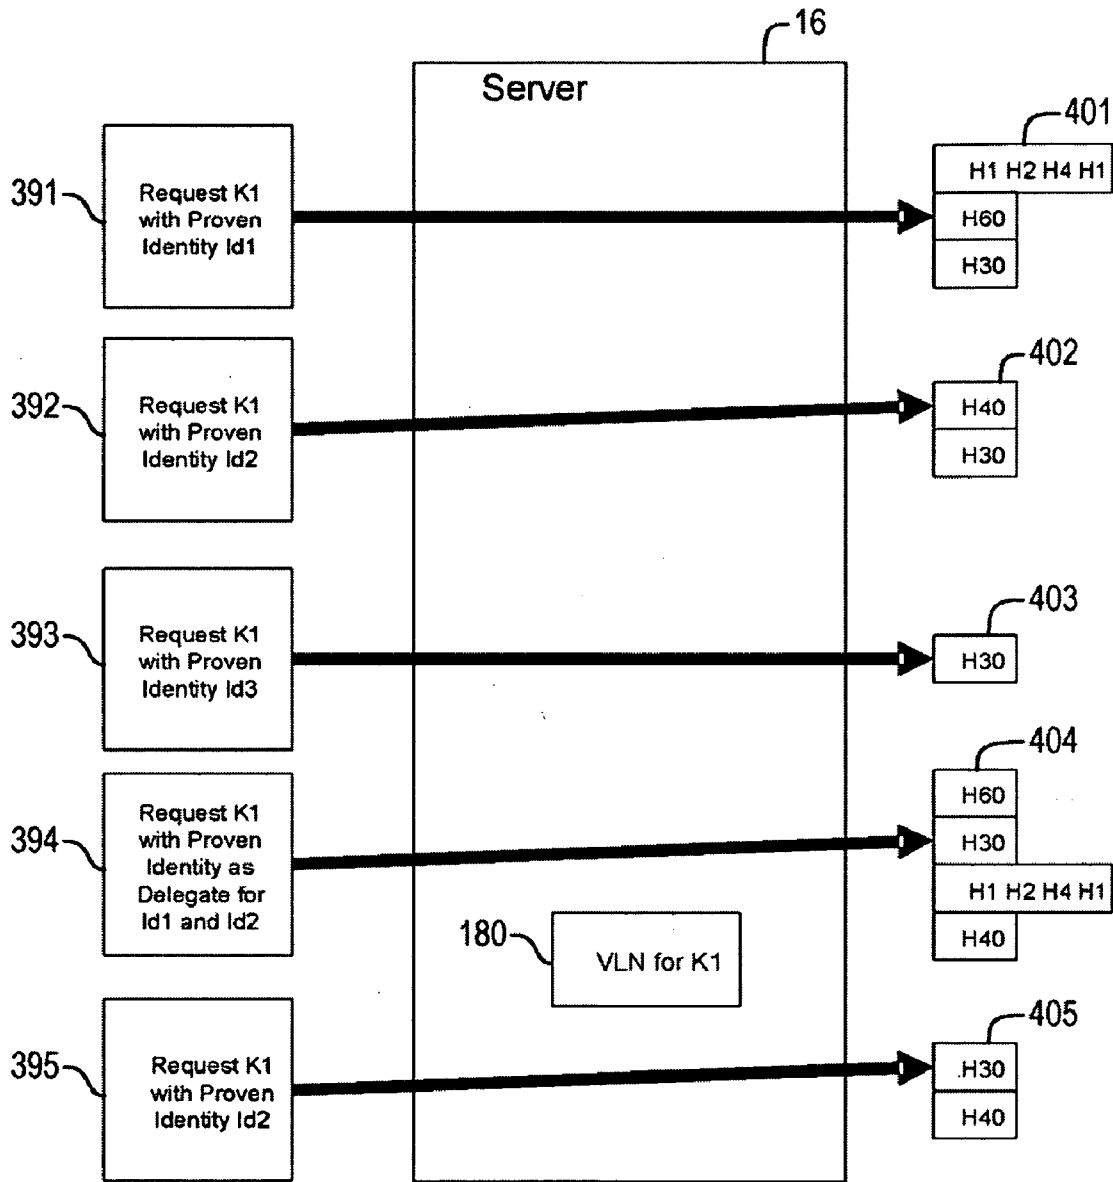 16
Server
401
391
Request K1
with Proven
Identity Id1
H1 H2 H4 H1
H60
H30
402
392
Request K1
with Proven
Identity Id2
H40
H30
403
393
Request K1
with Proven
Identity Id3
H30
404
394
Request K1
with Proven
Identity as
Delegate for
Id1 and Id2
H60
H30
H1 H2 H4 H1
H40
180
VLN for K1
405
395
Request K1
with Proven
Identity Id2
H30
H40